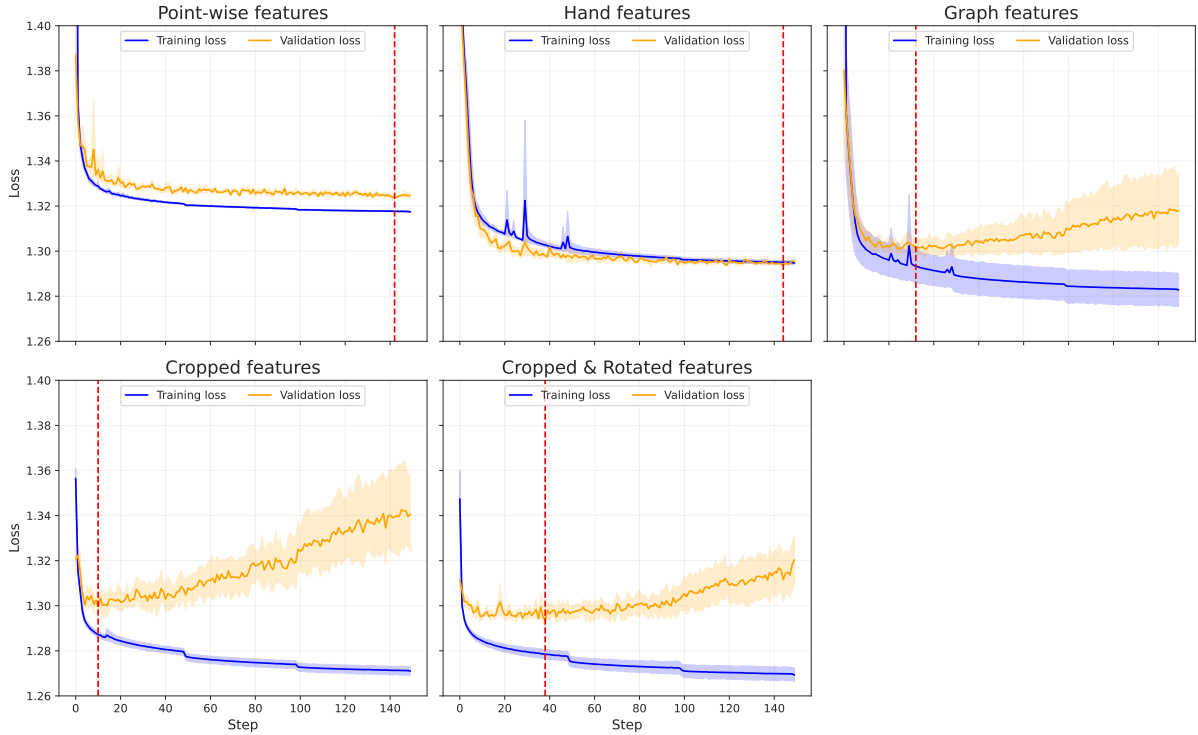 Point-wise features
Hand features
Graph features
Training loss Validation loss
Training loss Validation loss
Training loss Validation loss
1.40
1.38
1.36
1.34
1.32
1.30
1.28
1.26
Loss
Cropped features
Cropped & Rotated features
Training loss Validation loss
Training loss Validation loss
1.40
1.38
1.36
1.34
1.32
1.30
1.28
1.26
Loss
0 20 40 60 80 100 120 140
0 20 40 60 80 100 120 140
Step
Step